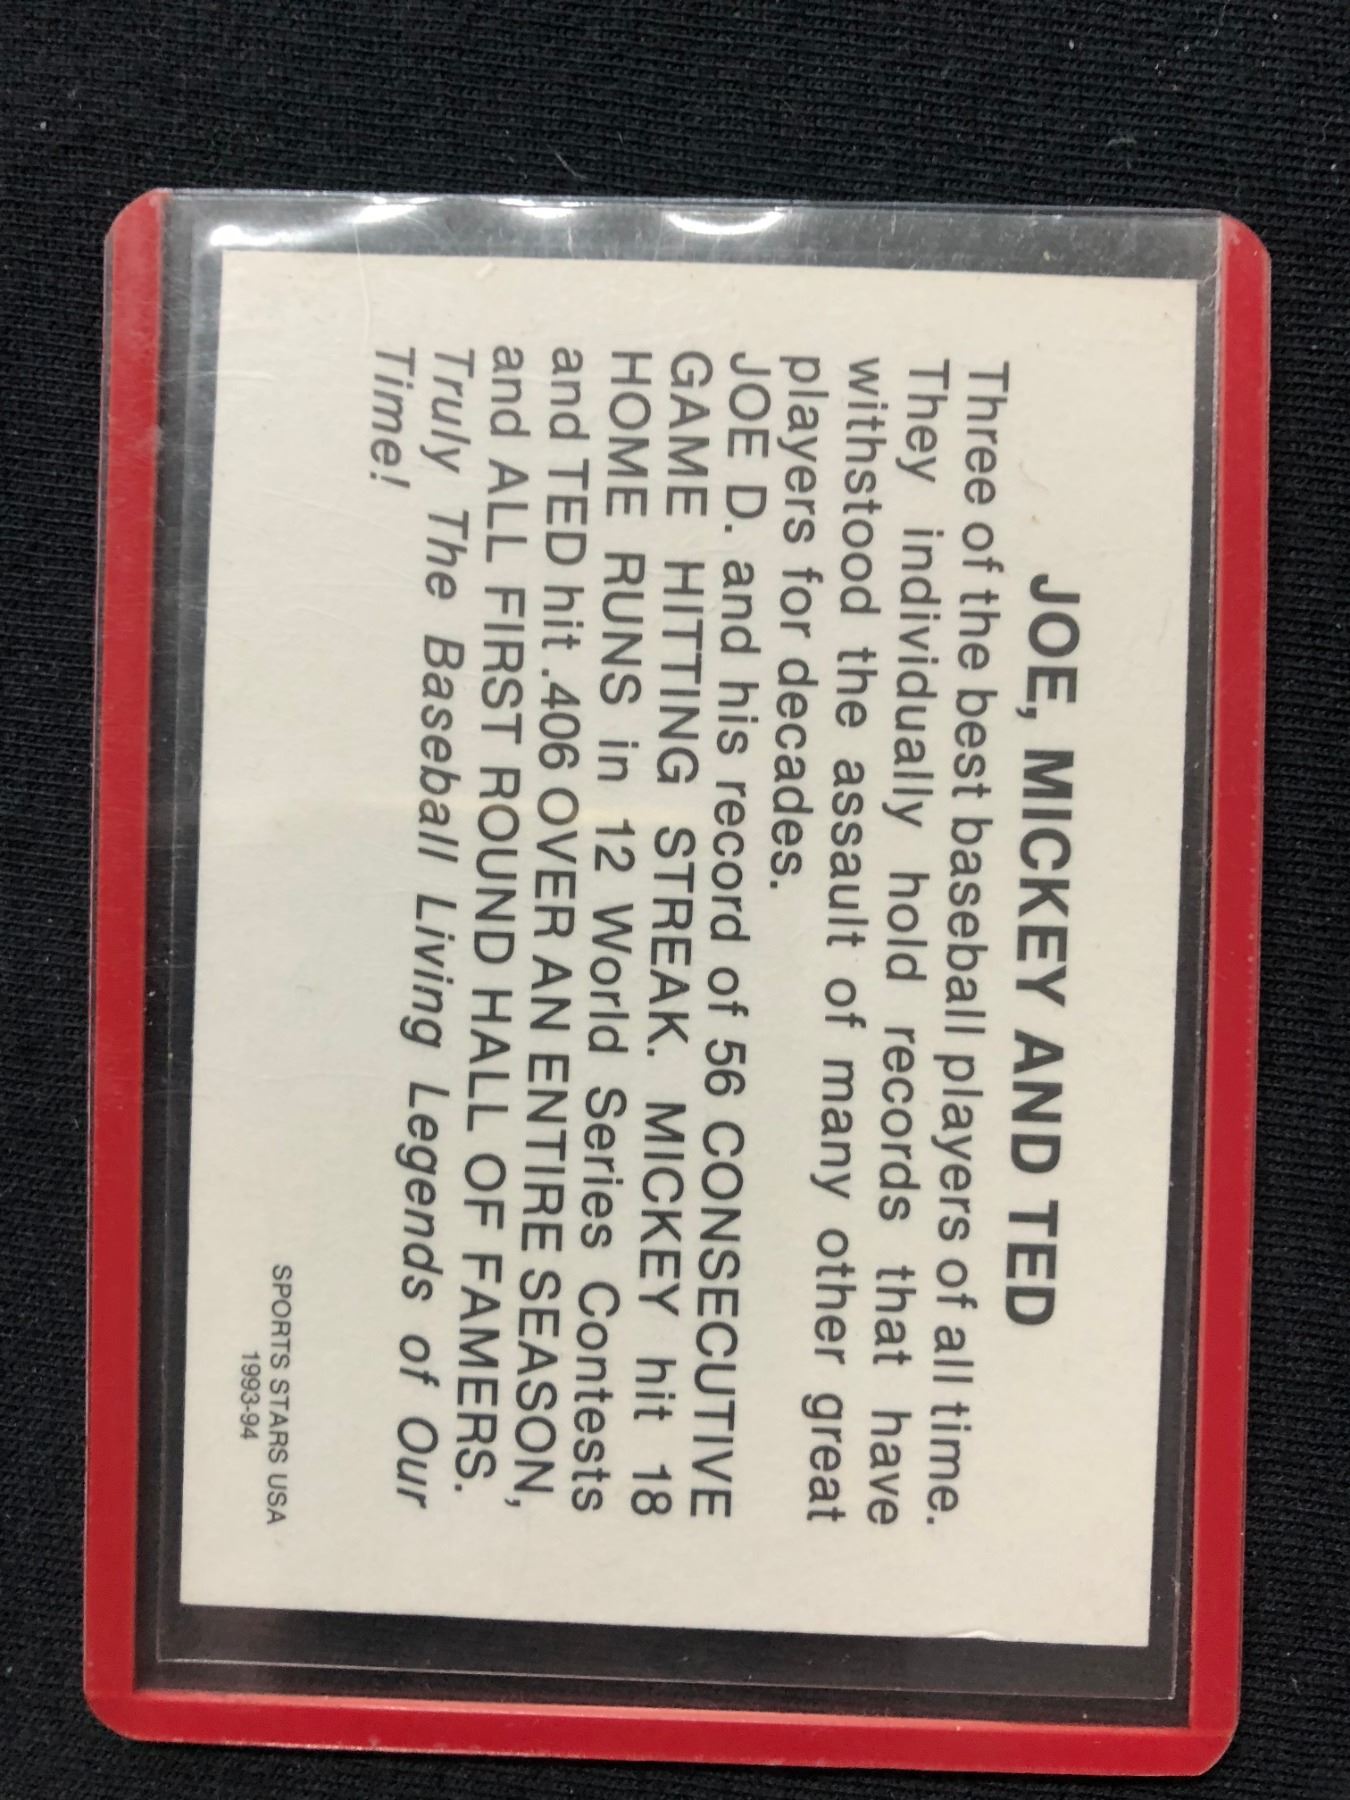 JOE, MICKEY AND TED
Three of the best baseball players of all time.
They individually hold records that have
withstood the assault of many other great
players for decades.
JOE D. and his record of 56 CONSECUTIVE
GAME HITTING STREAK. MICKEY hit 18
HOME RUNS in 12 World Series Contests
and TED hit .406 OVER AN ENTIRE SEASON,
and ALL FIRST ROUND HALL OF FAMERS.
Truly The Baseball Living Legends of Our
Time!
SPORTS STARS USA
1993-94